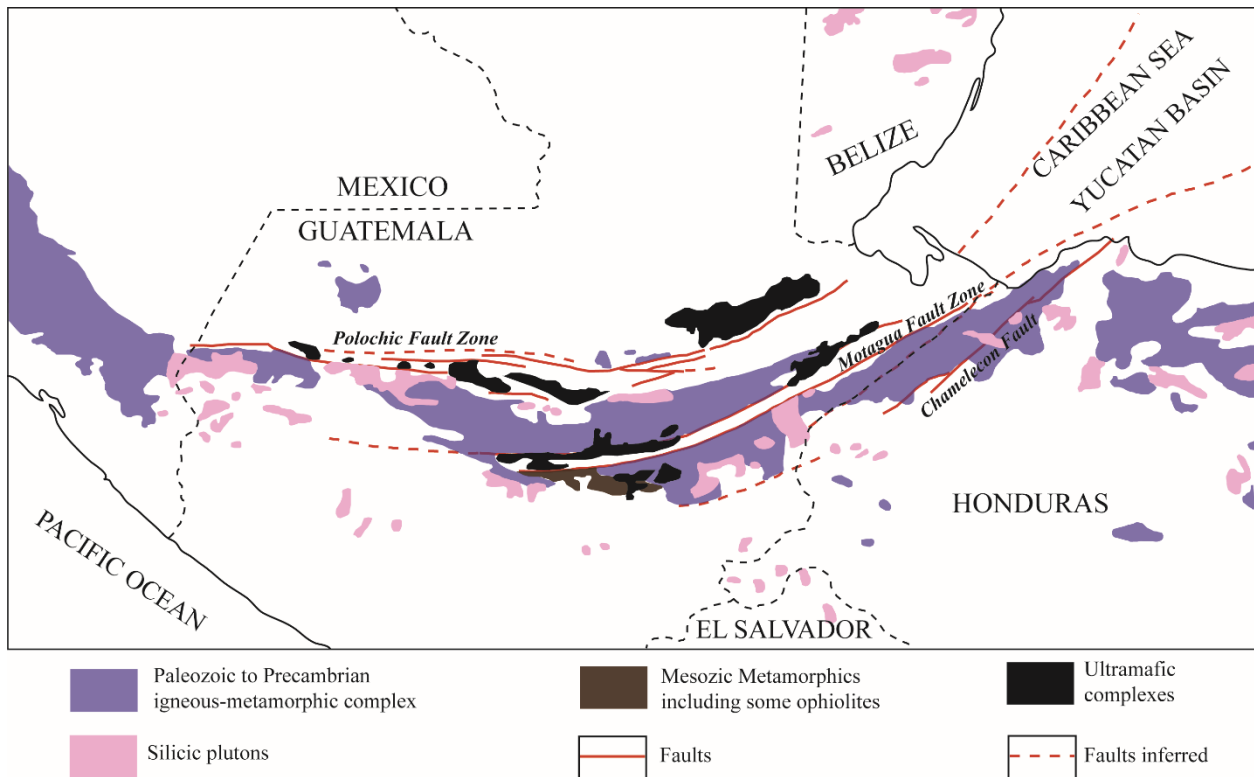 MEXICO
GUATEMALA
BELIZE
CARIBBEAN SEA
YUCATAN BASIN
Polochic Fault Zone
Motagua Fault Zone
Chamelecon Fault
HONDURAS
PACIFIC OCEAN
EL SALVADOR
Paleozoic to Precambrian
igneous-metamorphic complex
Mesozic Metamorphics
including some ophiolites
Ultramafic
complexes
Silicic plutons
Faults
Faults inferred